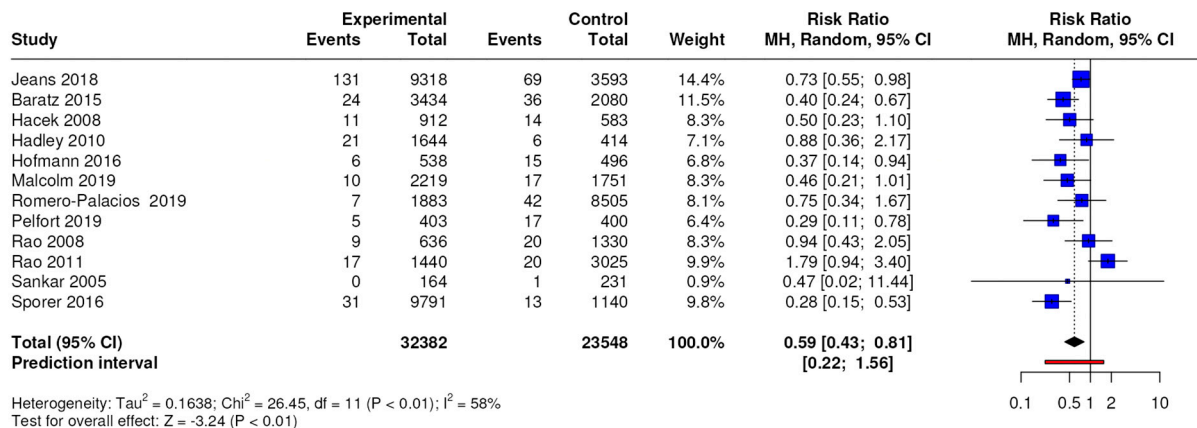 Experimental Control Risk Ratio Risk Ratio
Study Events Total Events Total Weight MH, Random, 95% CI MH, Random, 95% CI
Jeans 2018 131 9318 69 3593 14.4% 0.73 [0.55; 0.98]
Baratz 2015 24 3434 36 2080 11.5% 0.40 [0.24; 0.67]
Hacek 2008 11 912 14 583 8.3% 0.50 [0.23; 1.10]
Hadley 2010 21 1644 6 414 7.1% 0.88 [0.36; 2.17]
Hofmann 2016 6 538 15 496 6.8% 0.37 [0.14; 0.94]
Malcolm 2019 10 2219 17 1751 8.3% 0.46 [0.21; 1.01]
Romero-Palacios 2019 7 1883 42 8505 8.1% 0.75 [0.34; 1.67]
Pelfort 2019 5 403 17 400 6.4% 0.29 [0.11; 0.78]
Rao 2008 9 636 20 1330 8.3% 0.94 [0.43; 2.05]
Rao 2011 17 1440 20 3025 9.9% 1.79 [0.94; 3.40]
Sankar 2005 0 164 1 231 0.9% 0.47 [0.02; 11.44]
Sporer 2016 31 9791 13 1140 9.8% 0.28 [0.15; 0.53]
Total (95% CI) 32382 23548 100.0% 0.59 [0.43; 0.81]
Prediction interval [0.22; 1.56]
0.1 0.5 1 2 10
Heterogeneity: Tau² = 0.1638; Chi² = 26.45, df = 11 (P < 0.01); I² = 58%
Test for overall effect: Z = -3.24 (P < 0.01)